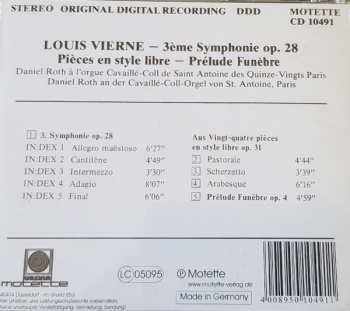 STEREO ORIGINAL DIGITAL RECORDING DDD MOTETTE
CD 10491
LOUIS VIERNE – 3ème Symphonie op. 28
Pièces en style libre – Prélude Funèbre
Daniel Roth à l'orgue Cavaillé-Coll de Saint Antoine des Quinze-Vingts Paris
Daniel Roth an der Cavaillé-Coll-Orgel von St. Antoine, Paris
1 3. Symphonie op. 28
IN:DEX 1 Allegro maëstoso 6'27"
IN:DEX 2 Cantilène 4'49"
IN:DEX 3 Intermezzo 3'30"
IN:DEX 4 Adagio 8'07"
IN:DEX 5 Final 6'06"
Aus Vingt-quatre pièces
en style libre op. 31
2 Pastorale 4'44"
3 Scherzetto 3'39"
4 Arabesque 6'16"
5 Prélude Funèbre op. 4 4'59"
motette
LC 05095
℗ Motette
www.motette-verlag.de
Made in Germany
4 008950 104911